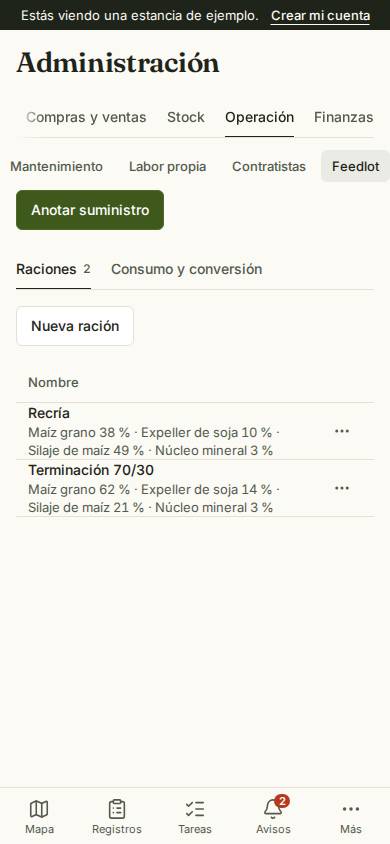 Estás viendo una estancia de ejemplo. Crear mi cuenta
Administración
Compras y ventas Stock Operación Finanzas
Mantenimiento Labor propia Contratistas Feedlot
Anotar suministro
Raciones 2 Consumo y conversión
Nueva ración
Nombre
Recría
Maíz grano 38 % · Expeller de soja 10 % ·
Silaje de maíz 49 % · Núcleo mineral 3 %
Terminación 70/30
Maíz grano 62 % · Expeller de soja 14 % ·
Silaje de maíz 21 % · Núcleo mineral 3 %
2
Mapa Registros Tareas Avisos Más